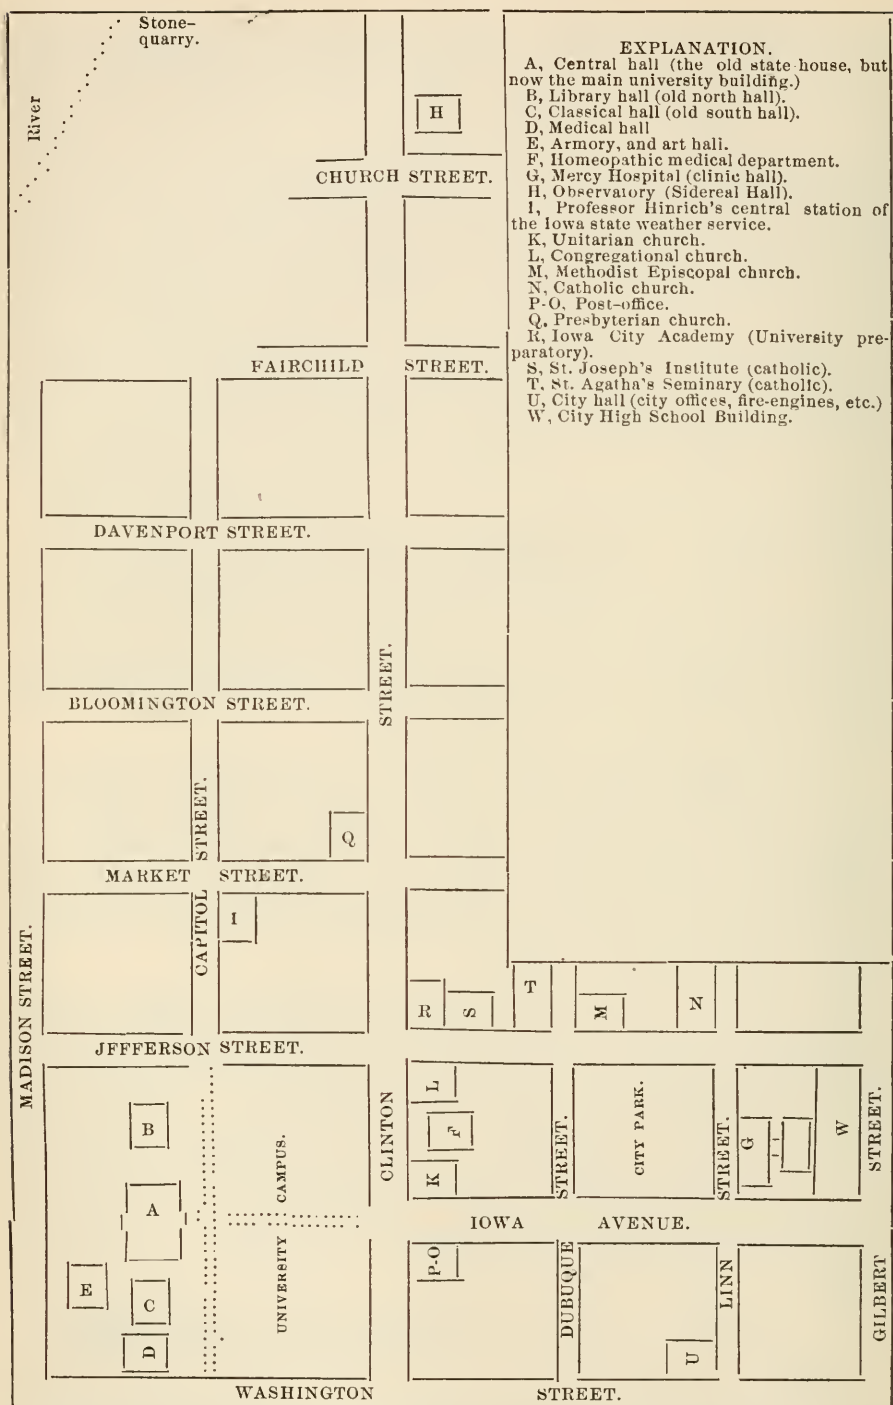 Stone-
quarry.
River
EXPLANATION.
A, Central hall (the old state house, but
now the main university building.)
B, Library hall (old north hall).
C, Classical hall (old south hall).
D, Medical hall
E, Armory, and art hall.
F, Homeopathic medical department.
G, Mercy Hospital (clinic hall).
H, Observatory (Sidereal Hall).
I, Professor Hinrich's central station of
the Iowa state weather service.
K, Unitarian church.
L, Congregational church.
M, Methodist Episcopal church.
N, Catholic church.
P-O, Post-office.
Q, Presbyterian church.
R, Iowa City Academy (University pre-
paratory).
S, St. Joseph's Institute (catholic).
T, St. Agatha's Seminary (catholic).
U, City hall (city offices, fire-engines, etc.)
W, City High School Building.
H
CHURCH STREET.
FAIRCHILD STREET.
DAVENPORT STREET.
BLOOMINGTON STREET.
STREET.
STREET.
Q
MARKET STREET.
CAPITOL
I
MADISON STREET.
R
S
T
M
N
JFFFERSON STREET.
B
A
E
C
D
UNIVERSITY CAMPUS.
CLINTON
L
F
K
STREET.
CITY PARK.
STREET.
G
W
STREET.
IOWA AVENUE.
P-O
DUBUQUE
U
LINN
GILBERT
WASHINGTON STREET.